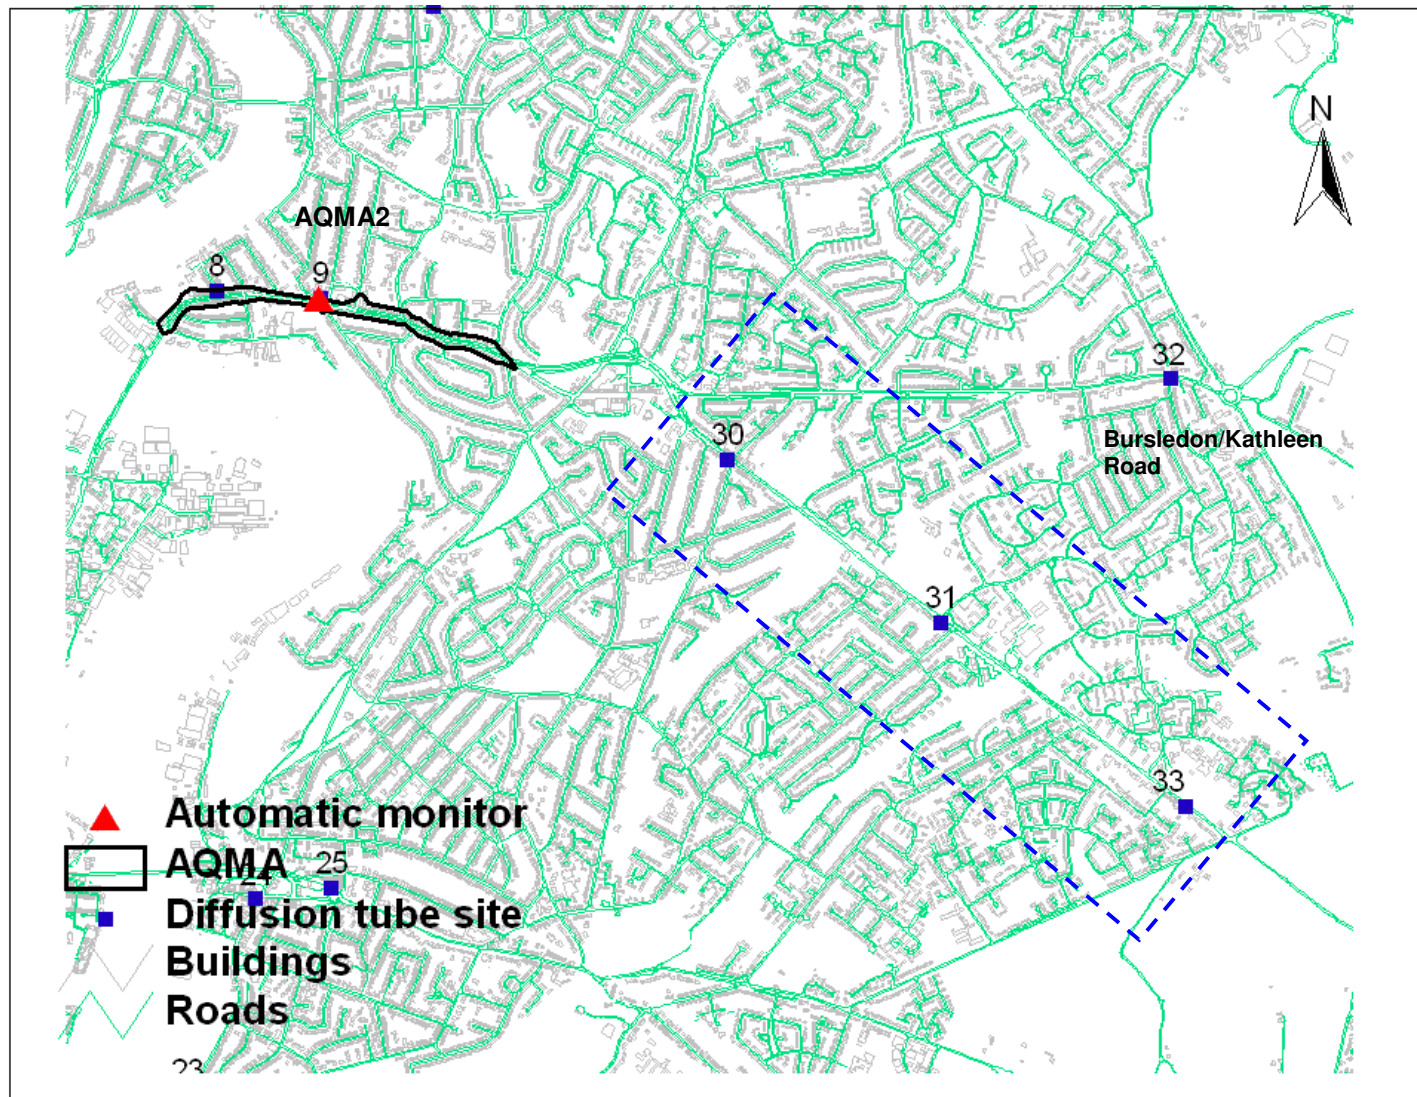 N
AQMA2
8
9
32
30
Bursledon/Kathleen
Road
31
33
Automatic monitor
AQMA
24
25
Diffusion tube site
Buildings
Roads
23